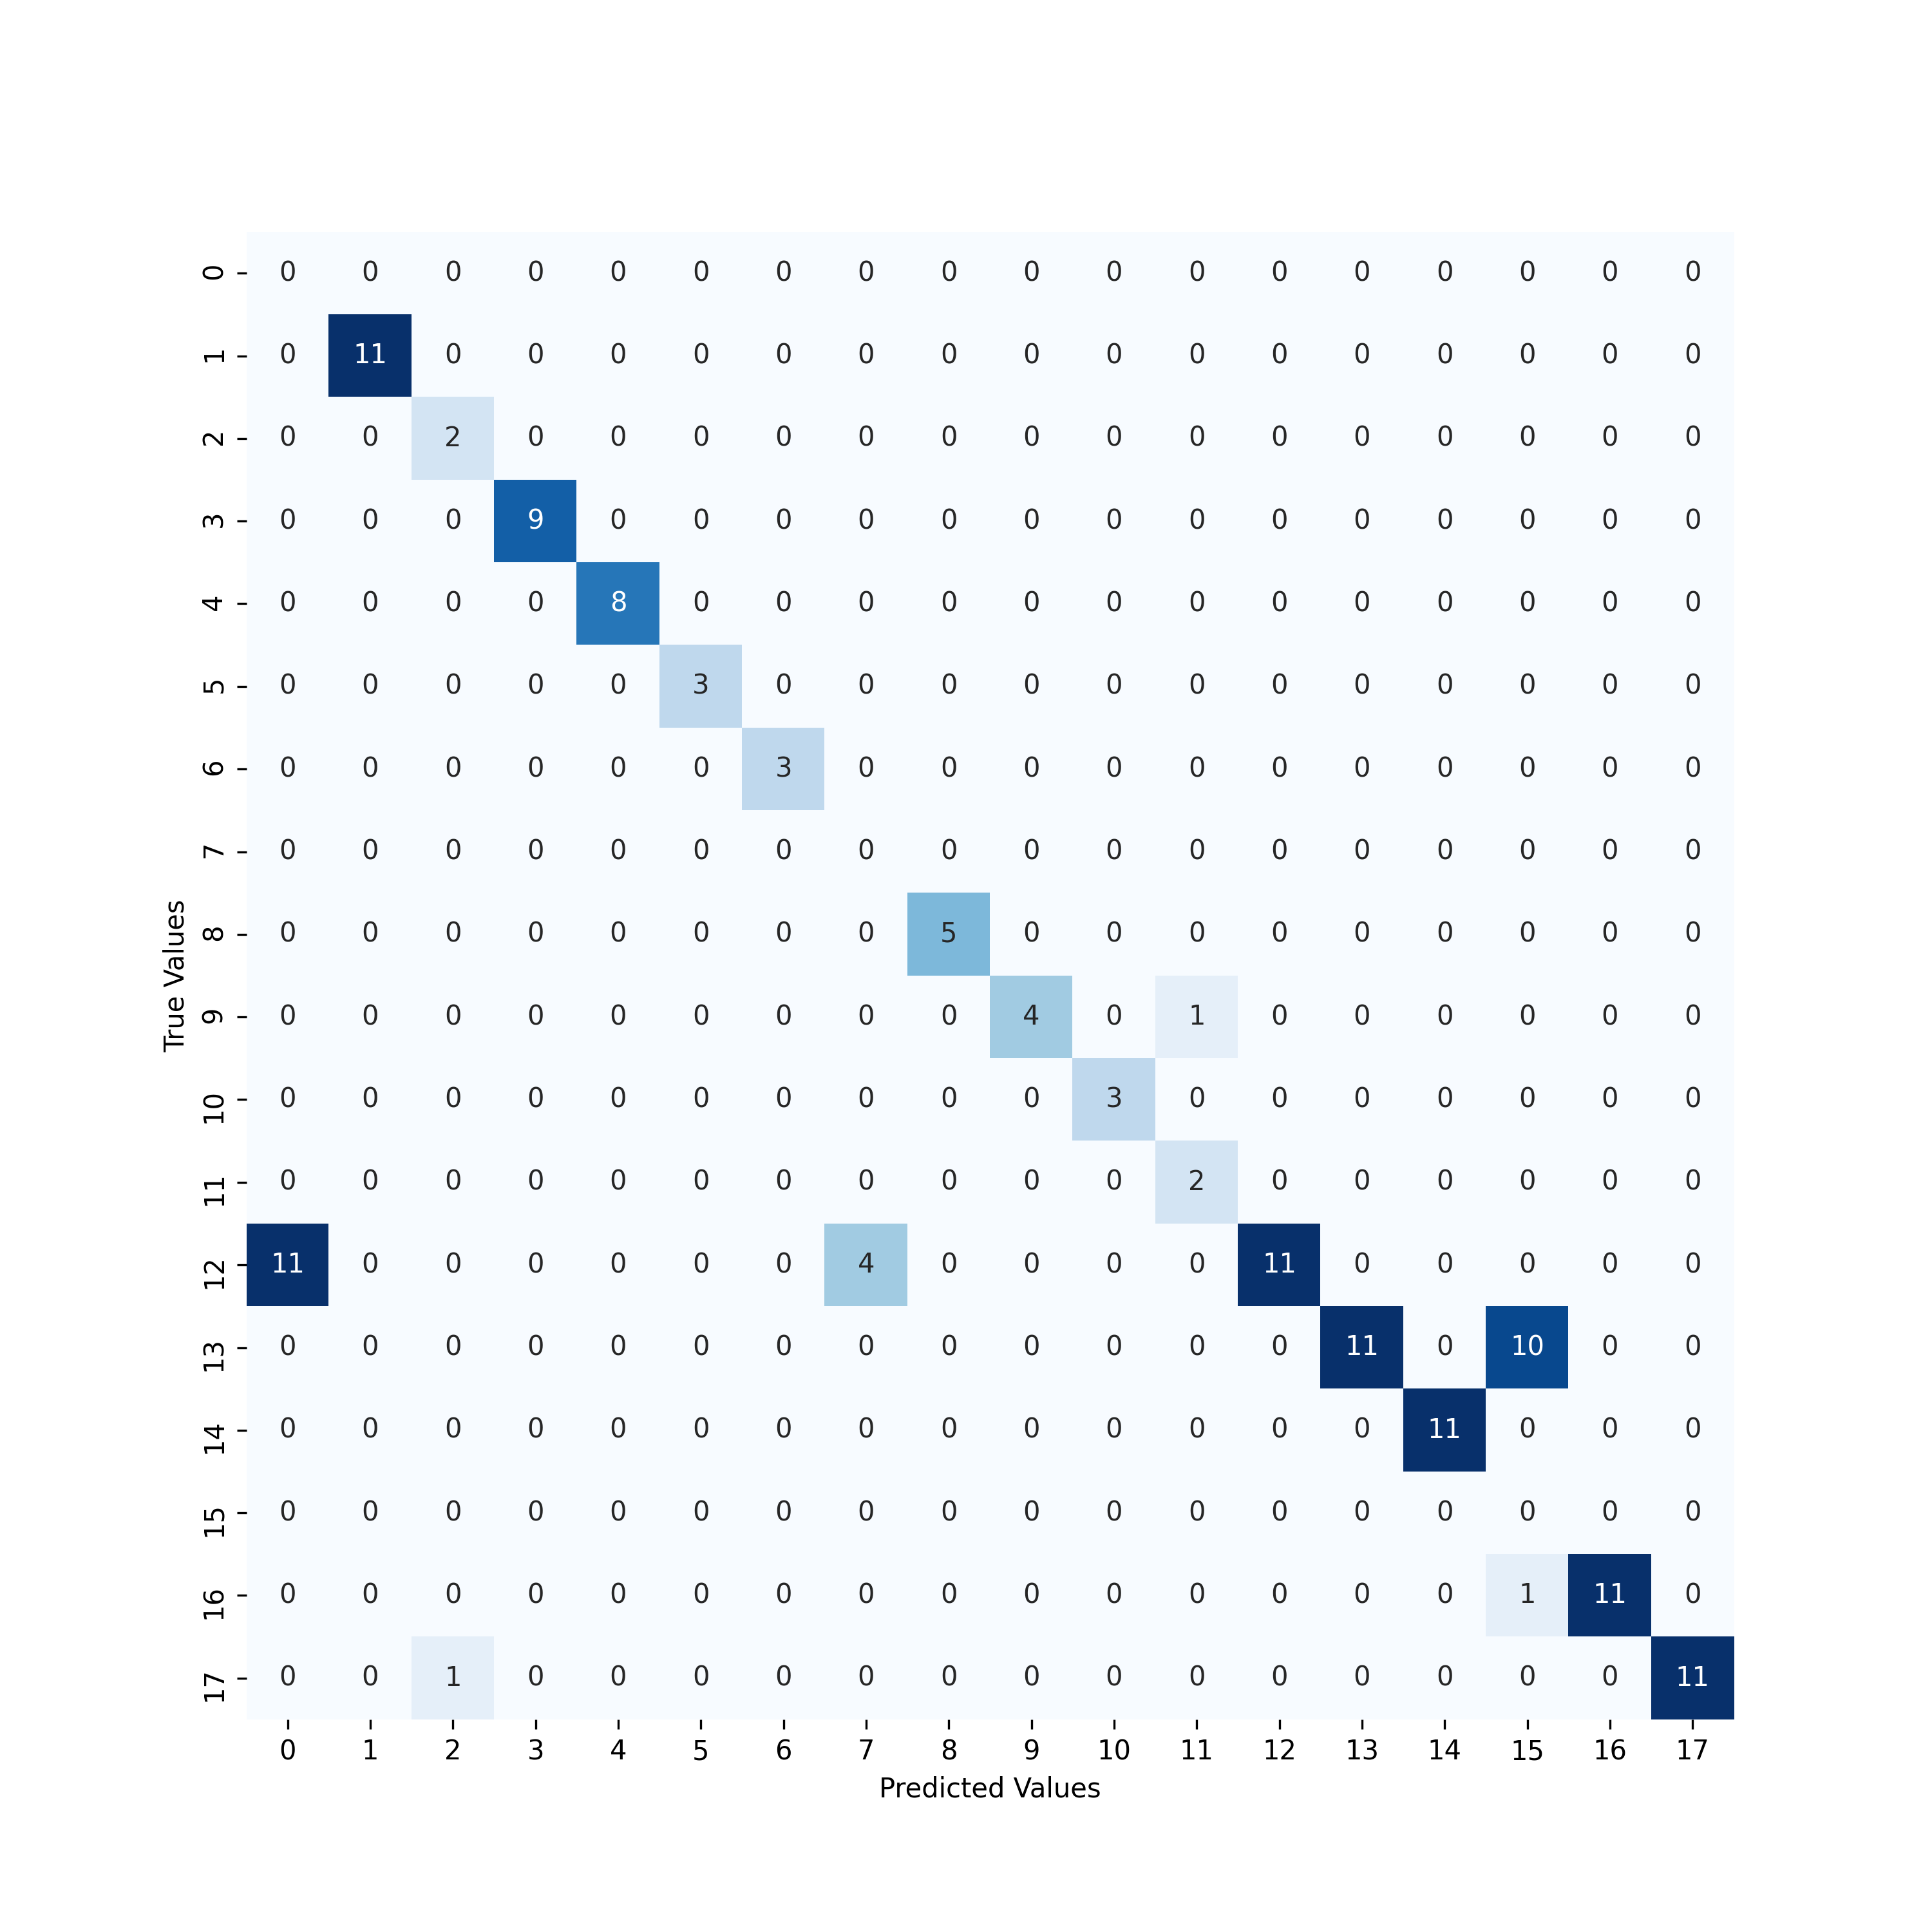 0 0 0 0 0 0 0 0 0 0 0 0 0 0 0 0 0 0 0
1 0 11 0 0 0 0 0 0 0 0 0 0 0 0 0 0 0 0
2 0 0 2 0 0 0 0 0 0 0 0 0 0 0 0 0 0 0
3 0 0 0 9 0 0 0 0 0 0 0 0 0 0 0 0 0 0
4 0 0 0 0 8 0 0 0 0 0 0 0 0 0 0 0 0 0
5 0 0 0 0 0 3 0 0 0 0 0 0 0 0 0 0 0 0
6 0 0 0 0 0 0 3 0 0 0 0 0 0 0 0 0 0 0
7 0 0 0 0 0 0 0 0 0 0 0 0 0 0 0 0 0 0
True Values
8 0 0 0 0 0 0 0 0 5 0 0 0 0 0 0 0 0 0
9 0 0 0 0 0 0 0 0 0 4 0 1 0 0 0 0 0 0
10 0 0 0 0 0 0 0 0 0 0 3 0 0 0 0 0 0 0
11 0 0 0 0 0 0 0 0 0 0 0 2 0 0 0 0 0 0
12 11 0 0 0 0 0 0 4 0 0 0 0 11 0 0 0 0 0
13 0 0 0 0 0 0 0 0 0 0 0 0 0 11 0 10 0 0
14 0 0 0 0 0 0 0 0 0 0 0 0 0 0 11 0 0 0
15 0 0 0 0 0 0 0 0 0 0 0 0 0 0 0 0 0 0
16 0 0 0 0 0 0 0 0 0 0 0 0 0 0 0 1 11 0
17 0 0 1 0 0 0 0 0 0 0 0 0 0 0 0 0 0 11
0 1 2 3 4 5 6 7 8 9 10 11 12 13 14 15 16 17
Predicted Values